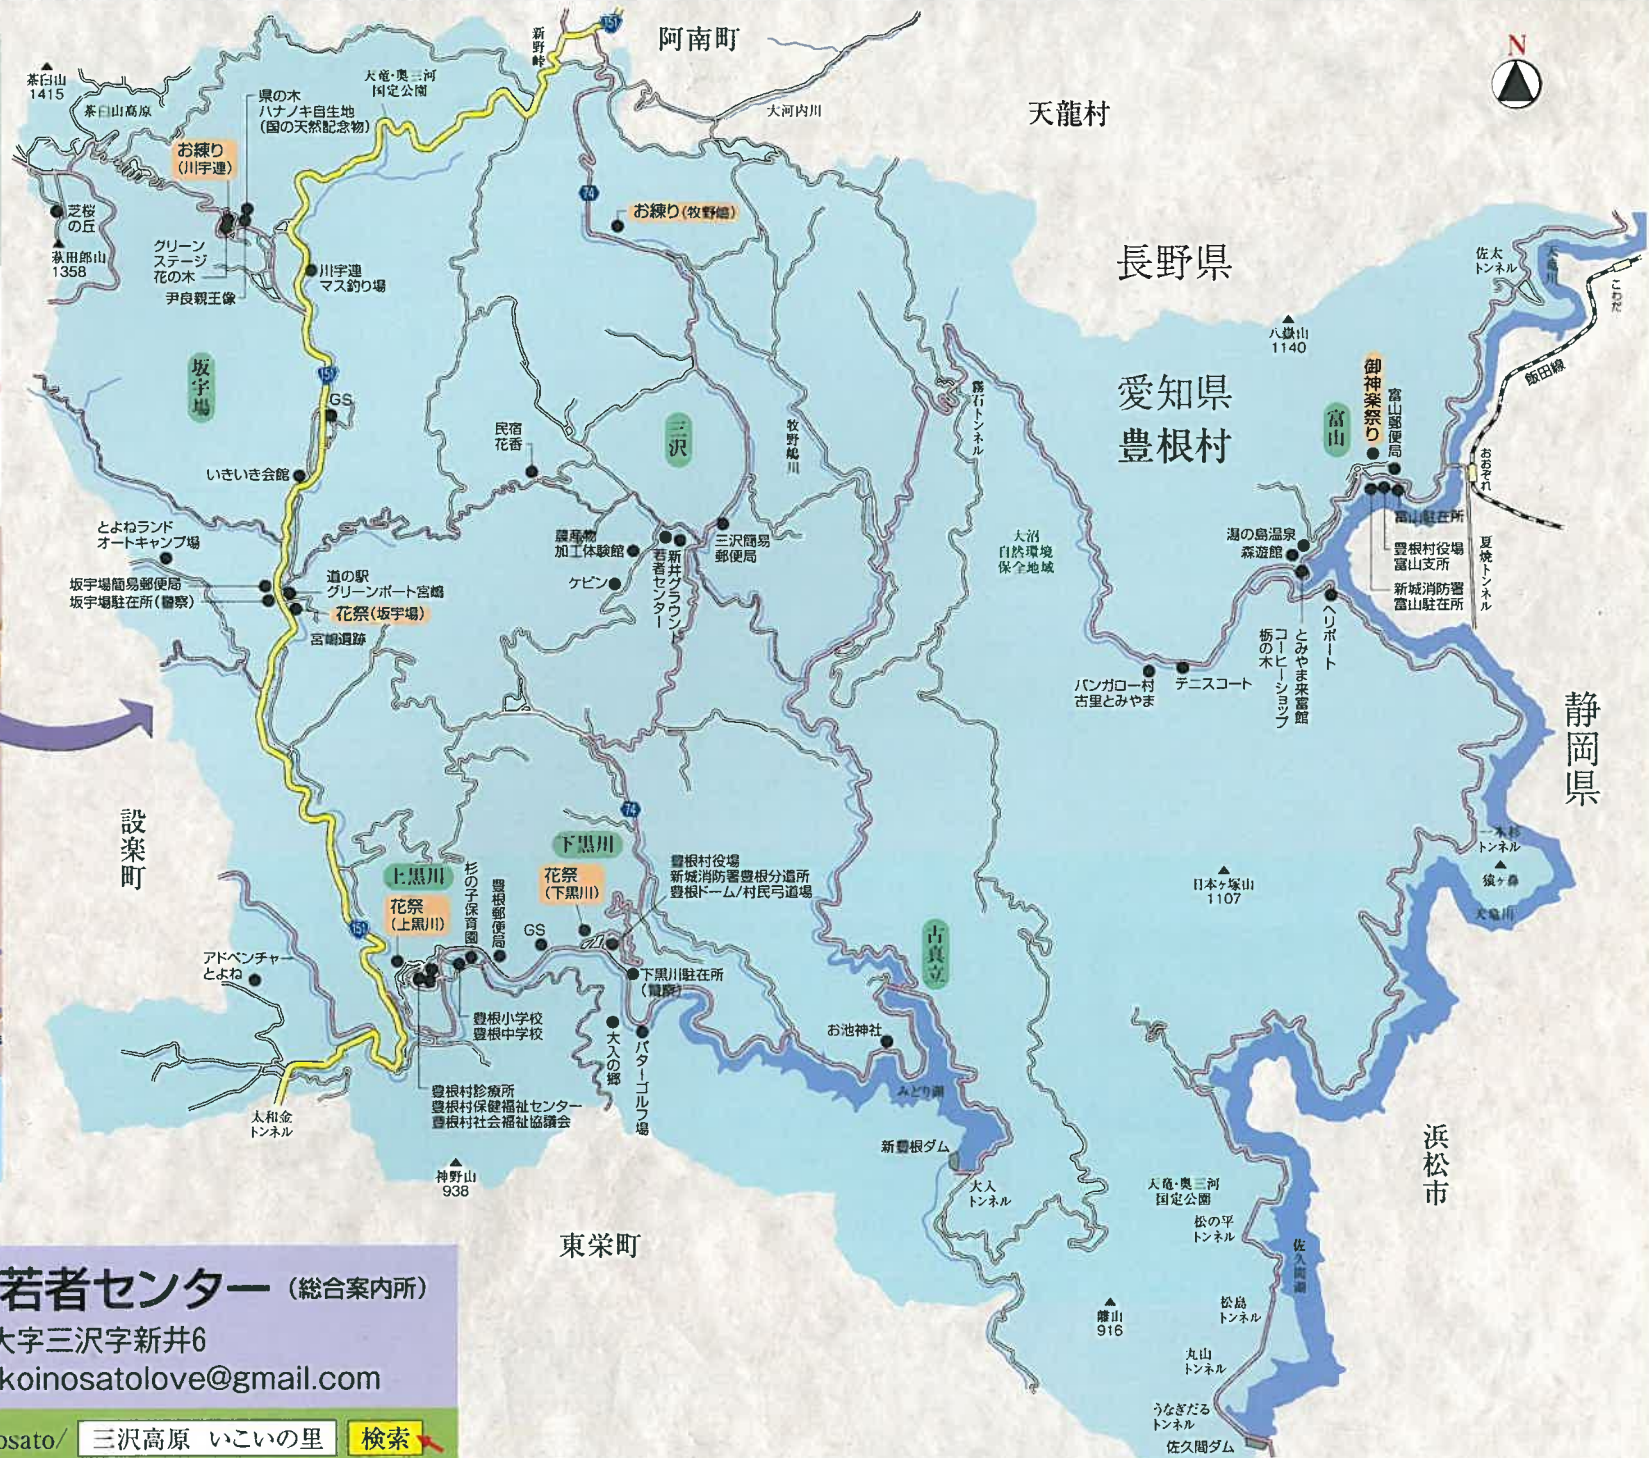 N
新野峠
151
阿南町
天龍村
大河内川
茶臼山
1415
茶臼山高原
天竜・奥三河
国定公園
県の木
ハナノキ自生地
(国の天然記念物)
お練り
(川宇連)
芝桜
の丘
萩田郎山
1358
グリーン
ステージ
花の木
尹良親王像
川宇連
マス釣り場
74
お練り(牧野嶋)
長野県
佐太
トンネル
天竜川
こわだ
飯田線
八嶽山
1140
愛知県
豊根村
坂宇場
151
GS
いきいき会館
民宿
花香
三沢
牧野嶋川
霧石トンネル
大沼
自然環境
保全地域
富山
御神楽祭り
富山郵便局
おおぞれ
富山駐在所
豊根村役場
富山支所
新城消防署
富山駐在所
夏焼トンネル
湯の島温泉
森遊館
ヘリポート
とみやま来富館
コーヒーショップ
栃の木
テニスコート
バンガロー村
古里とみやま
とよねランド
オートキャンプ場
坂宇場簡易郵便局
坂宇場駐在所(警察)
道の駅
グリーンポート宮嶋
花祭(坂宇場)
宮嶋遺跡
農産物
加工体験館
ケビン
若者センター
新井グラウンド
三沢簡易
郵便局
静岡県
設楽町
74
下黒川
花祭
(下黒川)
豊根村役場
新城消防署豊根分遣所
豊根ドーム/村民弓道場
上黒川
花祭
(上黒川)
杉の子保育園
豊根郵便局
GS
151
アドベンチャー
とよね
下黒川駐在所
(警察)
豊根小学校
豊根中学校
大入の郷
パターゴルフ場
豊根村診療所
豊根村保健福祉センター
豊根村社会福祉協議会
太和金
トンネル
神野山
938
東栄町
古真立
お池神社
みどり湖
新豊根ダム
大入
トンネル
日本ヶ塚山
1107
一本杉
トンネル
猿ヶ鼻
天竜川
浜松市
天竜・奥三河
国定公園
松の平
トンネル
佐久間湖
松島
トンネル
離山
916
丸山
トンネル
うなぎだる
トンネル
佐久間ダム
若者センター(総合案内所)
大字三沢字新井6
koinosatolove@gmail.com
osato/ 三沢高原 いこいの里 検索